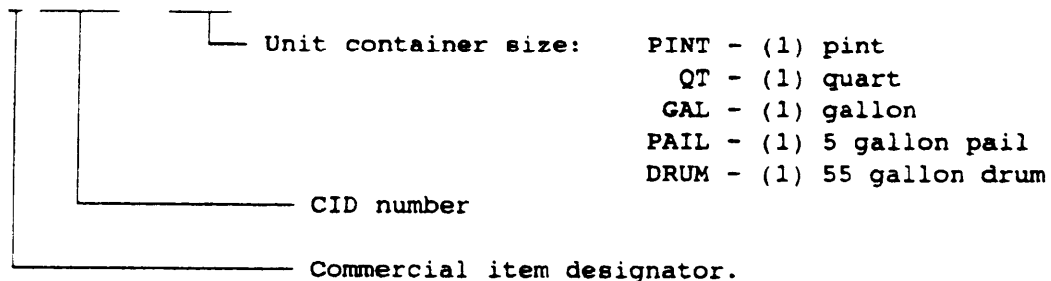 Unit container size: PINT - (1) pint
QT - (1) quart
GAL - (1) gallon
PAIL - (1) 5 gallon pail
DRUM - (1) 55 gallon drum
CID number
Commercial item designator.